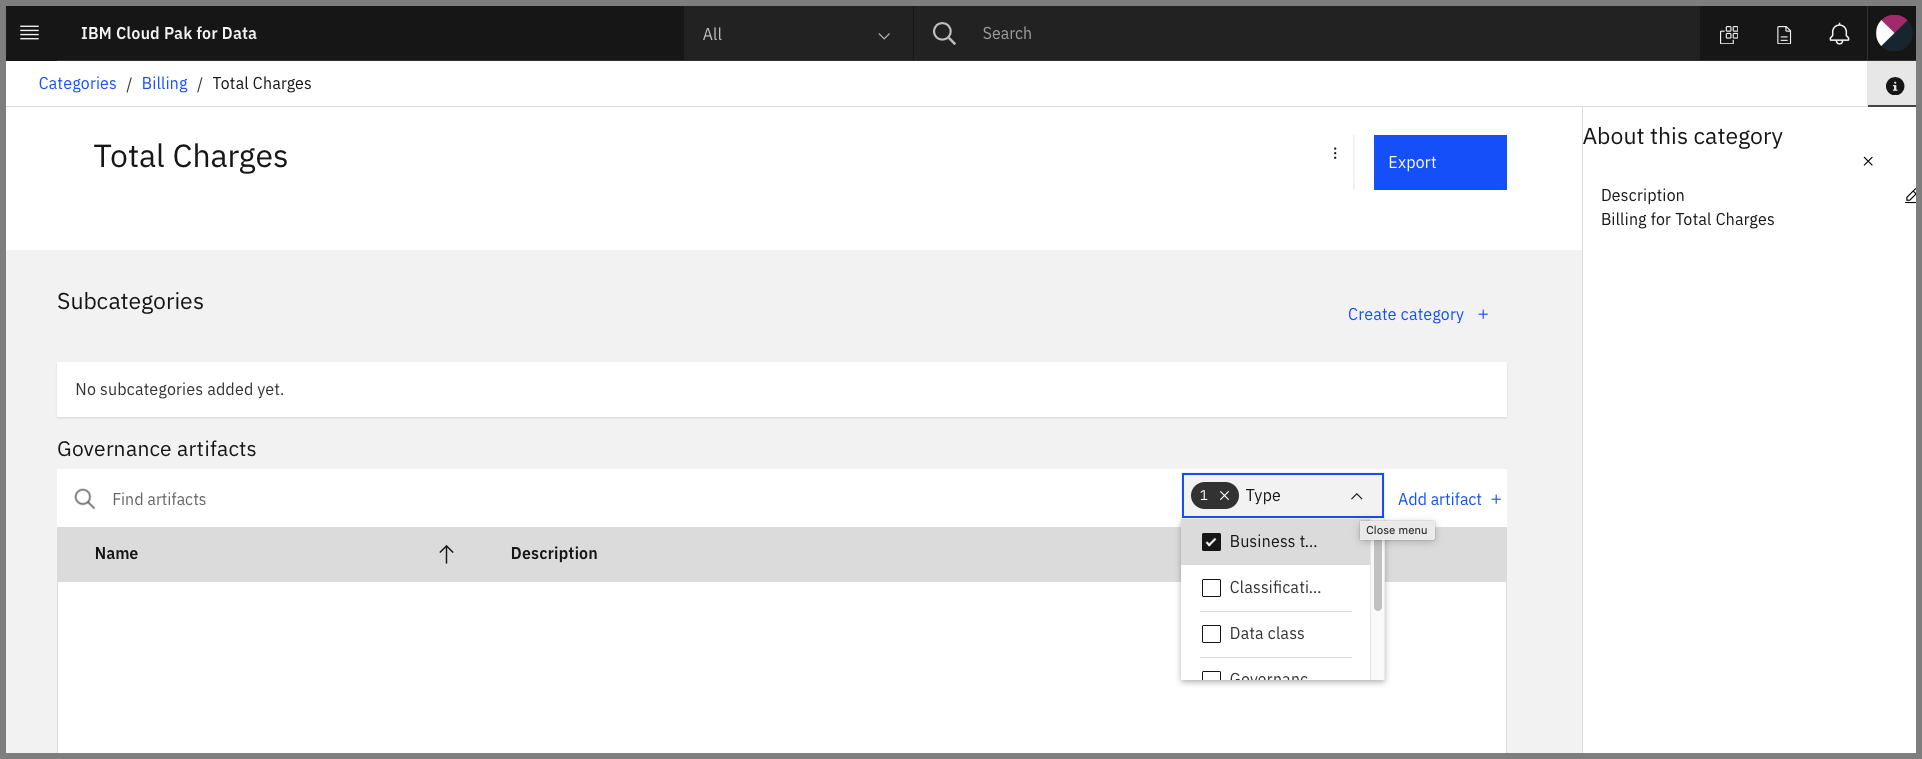 IBM Cloud Pak for Data
All
Search
Categories / Billing / Total Charges
Total Charges
Export
About this category
Description
Billing for Total Charges
Subcategories
Create category +
No subcategories added yet.
Governance artifacts
Find artifacts
1 × Type
Add artifact +
Close menu
Name
Description
Business t...
Classificati...
Data class
Governanc